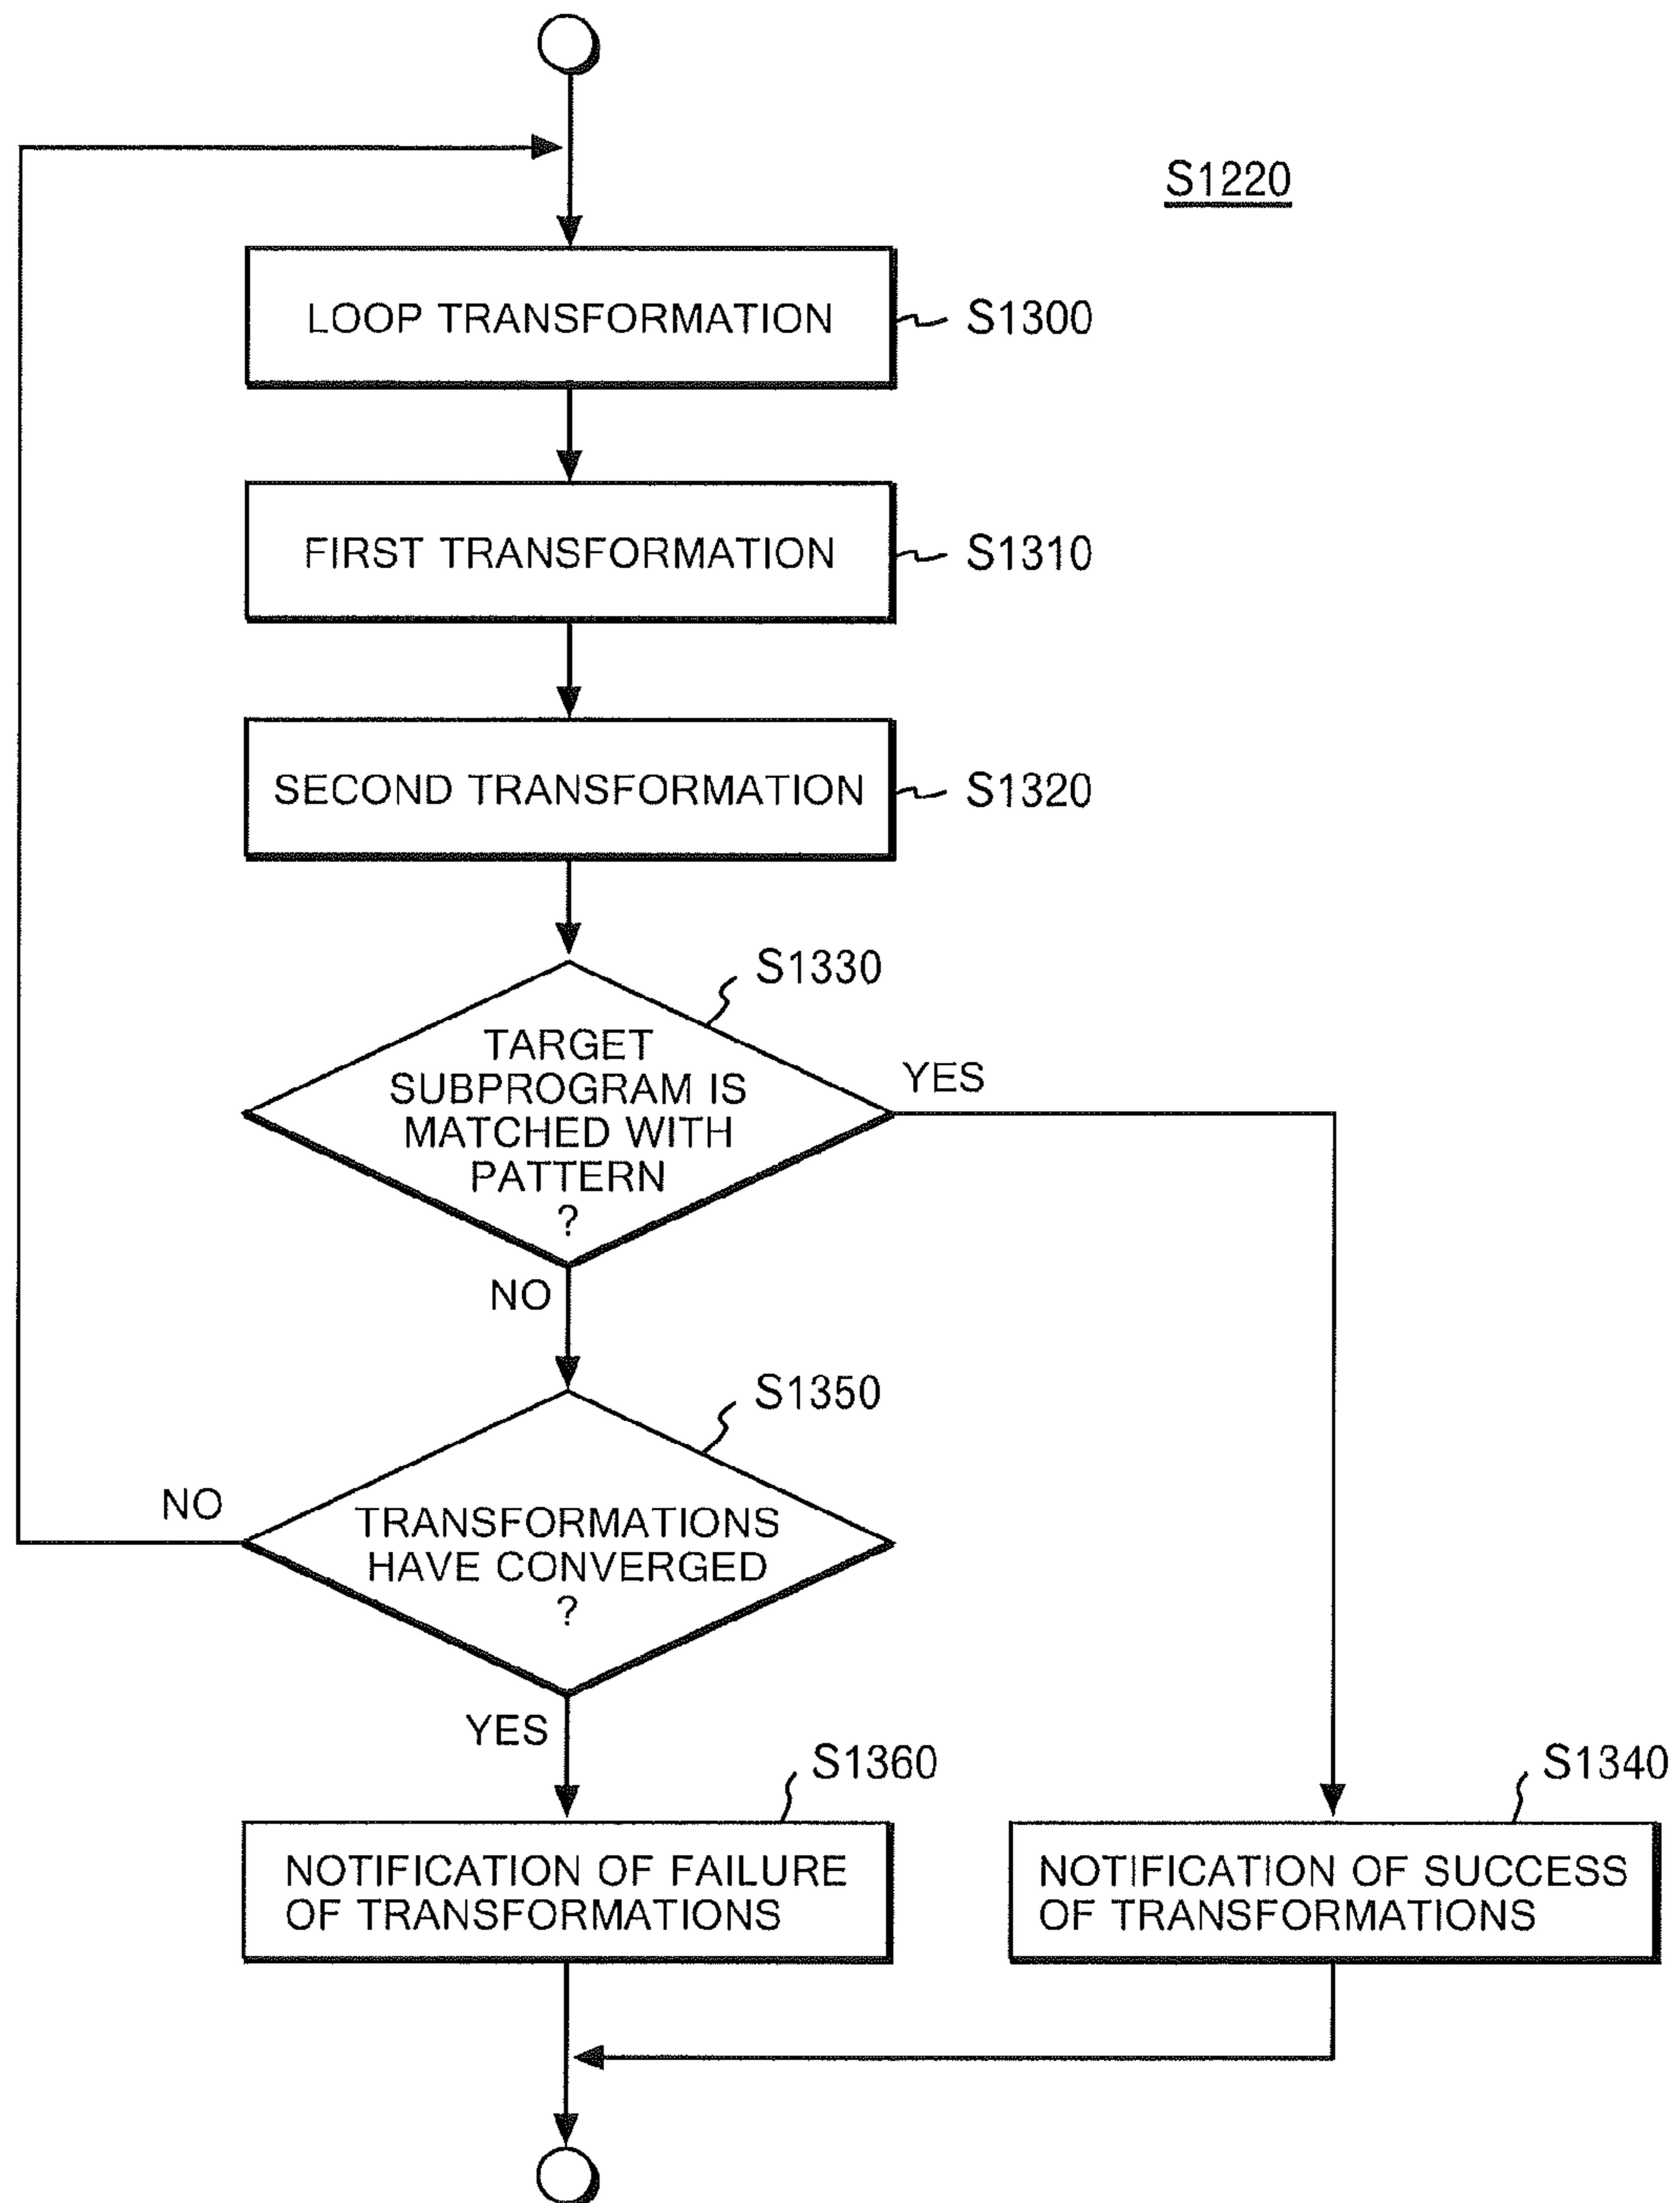 S1220
LOOP TRANSFORMATION
S1300
FIRST TRANSFORMATION
S1310
SECOND TRANSFORMATION
S1320
S1330
TARGET
SUBPROGRAM IS
MATCHED WITH
PATTERN
?
YES
NO
S1350
TRANSFORMATIONS
HAVE CONVERGED
?
NO
YES
S1360
NOTIFICATION OF FAILURE
OF TRANSFORMATIONS
S1340
NOTIFICATION OF SUCCESS
OF TRANSFORMATIONS